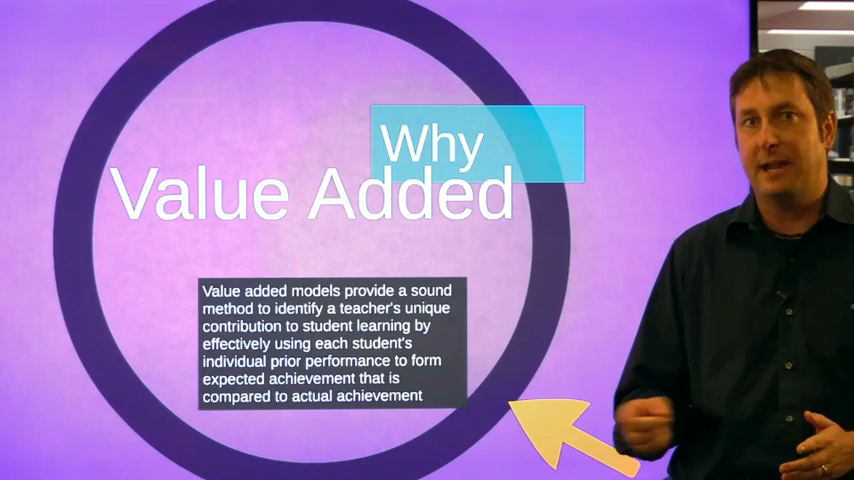 Why
Value Added
Value added models provide a sound
method to identify a teacher's unique
contribution to student learning by
effectively using each student's
individual prior performance to form
expected achievement that is
compared to actual achievement